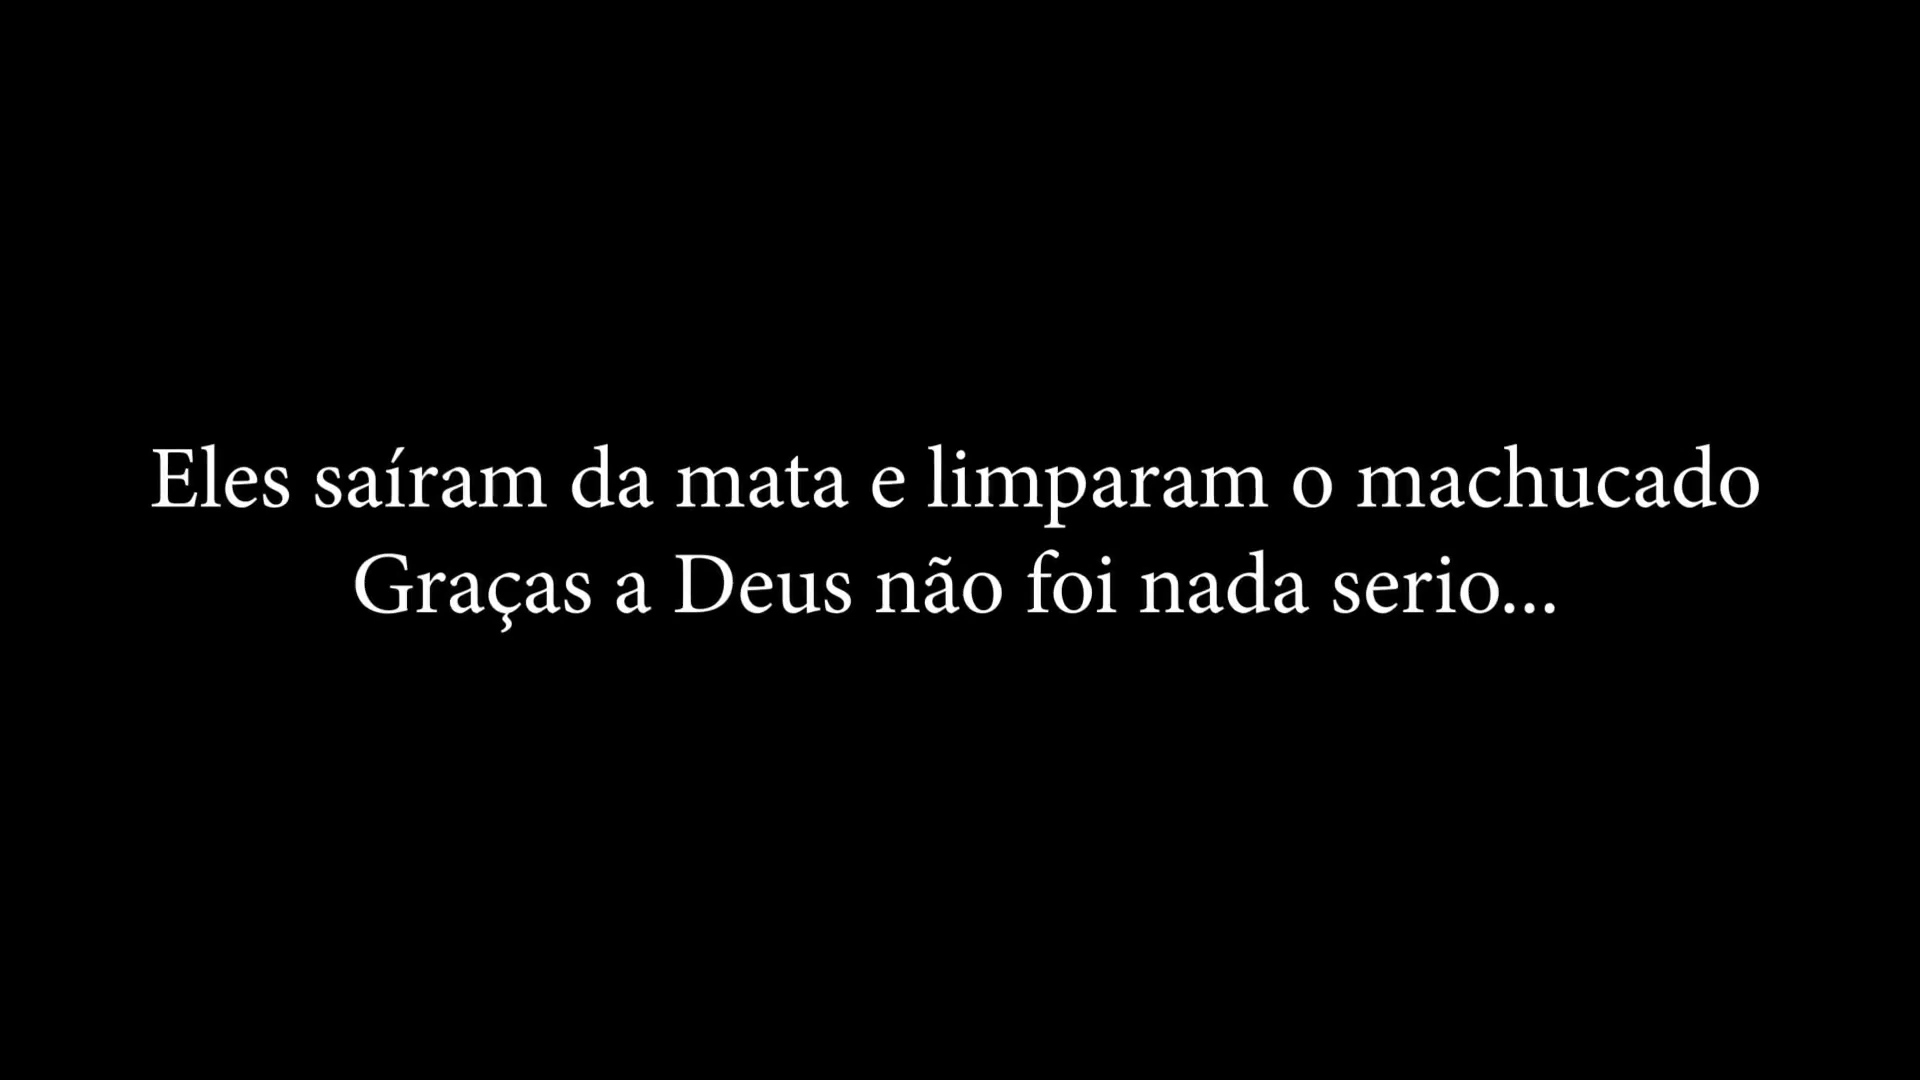 Eles saíram da mata e limparam o machucado
Graças a Deus não foi nada serio...